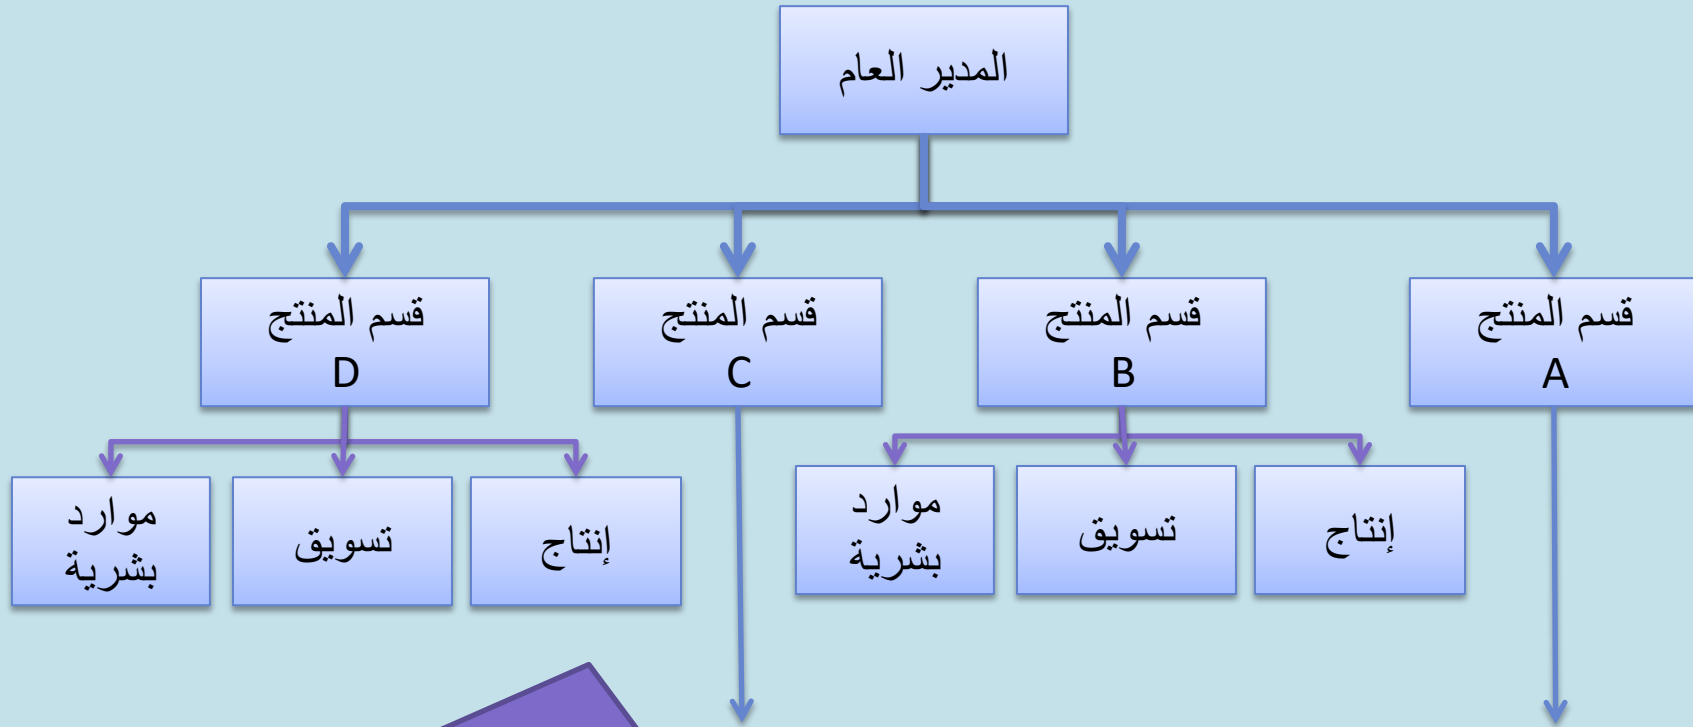 المدير العام
قسم المنتج
A
قسم المنتج
B
قسم المنتج
C
قسم المنتج
D
إنتاج
تسويق
موارد
بشرية
إنتاج
تسويق
موارد
بشرية